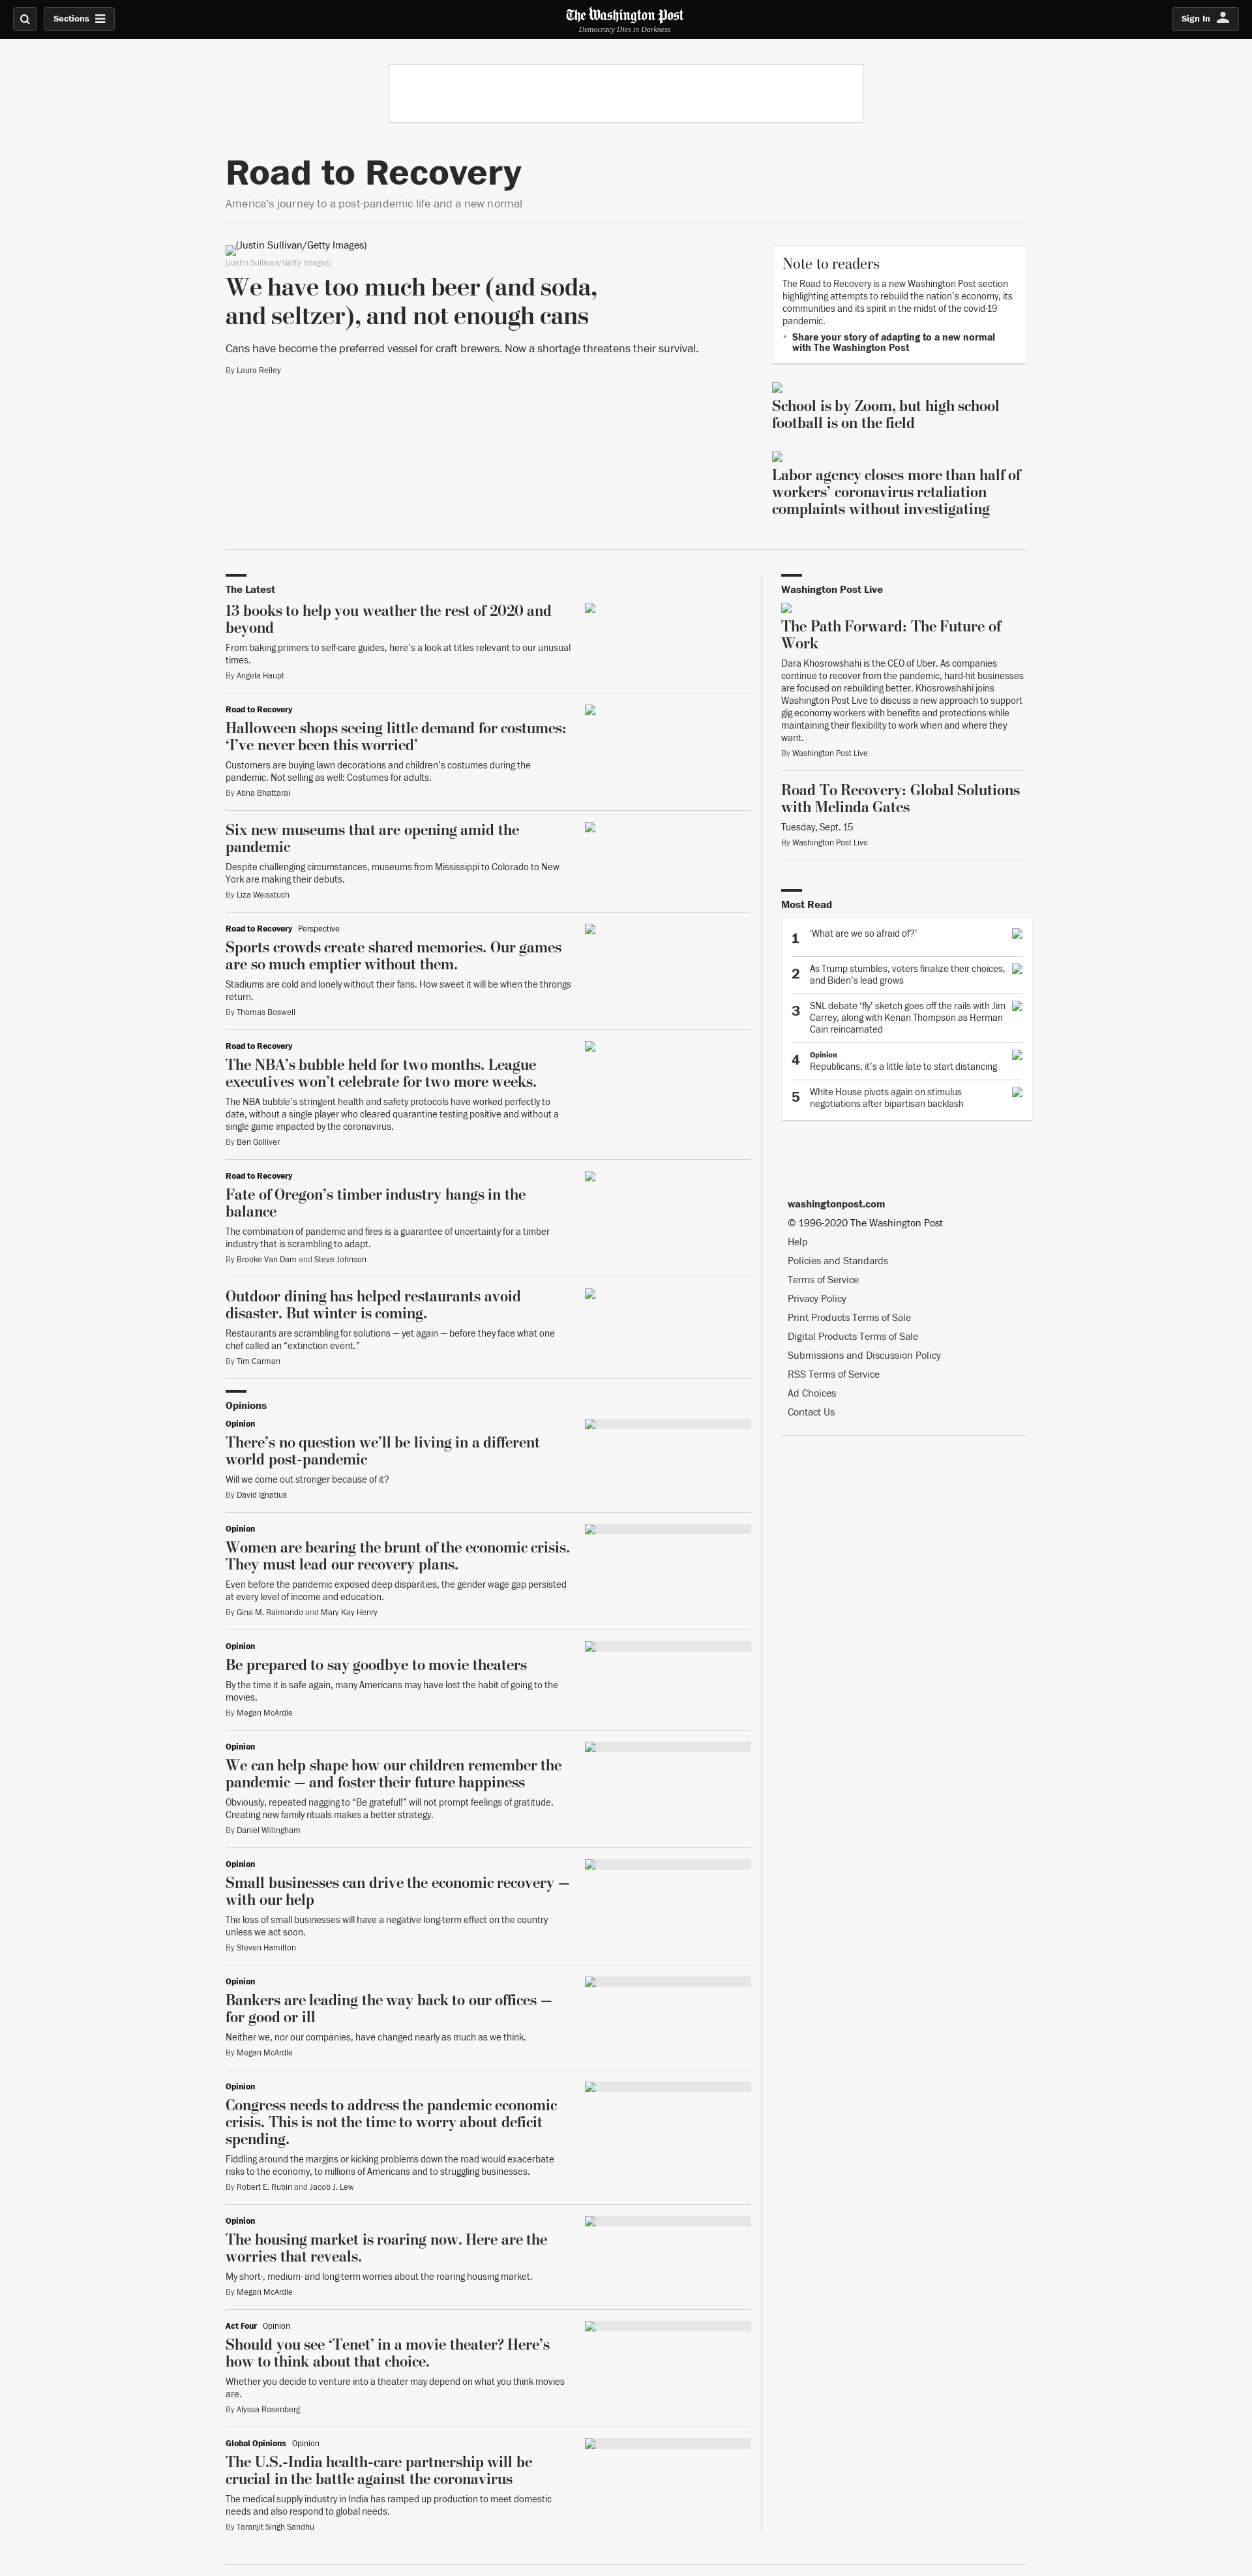 Sections
The Washington Post
Democracy Dies in Darkness
Sign In
Road to Recovery
America's journey to a post-pandemic life and a new normal
(Justin Sullivan/Getty Images)
(Justin Sullivan/Getty Images)
We have too much beer (and soda,
and seltzer), and not enough cans
Cans have become the preferred vessel for craft brewers. Now a shortage threatens their survival.
By Laura Reiley
Note to readers
The Road to Recovery is a new Washington Post section
highlighting attempts to rebuild the nation's economy, its
communities and its spirit in the midst of the covid-19
pandemic.
Share your story of adapting to a new normal
with The Washington Post
School is by Zoom, but high school
football is on the field
Labor agency closes more than half of
workers' coronavirus retaliation
complaints without investigating
The Latest
13 books to help you weather the rest of 2020 and
beyond
From baking primers to self-care guides, here's a look at titles relevant to our unusual
times.
By Angela Haupt
Road to Recovery
Halloween shops seeing little demand for costumes:
‘I've never been this worried’
Customers are buying lawn decorations and children's costumes during the
pandemic. Not selling as well: Costumes for adults.
By Abha Bhattarai
Six new museums that are opening amid the
pandemic
Despite challenging circumstances, museums from Mississippi to Colorado to New
York are making their debuts.
By Liza Weisstuch
Road to Recovery Perspective
Sports crowds create shared memories. Our games
are so much emptier without them.
Stadiums are cold and lonely without their fans. How sweet it will be when the throngs
return.
By Thomas Boswell
Road to Recovery
The NBA's bubble held for two months. League
executives won't celebrate for two more weeks.
The NBA bubble's stringent health and safety protocols have worked perfectly to
date, without a single player who cleared quarantine testing positive and without a
single game impacted by the coronavirus.
By Ben Golliver
Road to Recovery
Fate of Oregon's timber industry hangs in the
balance
The combination of pandemic and fires is a guarantee of uncertainty for a timber
industry that is scrambling to adapt.
By Brooke Van Dam and Steve Johnson
Outdoor dining has helped restaurants avoid
disaster. But winter is coming.
Restaurants are scrambling for solutions — yet again — before they face what one
chef called an “extinction event.”
By Tim Carman
Opinions
Opinion
There's no question we'll be living in a different
world post-pandemic
Will we come out stronger because of it?
By David Ignatius
Opinion
Women are bearing the brunt of the economic crisis.
They must lead our recovery plans.
Even before the pandemic exposed deep disparities, the gender wage gap persisted
at every level of income and education.
By Gina M. Raimondo and Mary Kay Henry
Opinion
Be prepared to say goodbye to movie theaters
By the time it is safe again, many Americans may have lost the habit of going to the
movies.
By Megan McArdle
Opinion
We can help shape how our children remember the
pandemic — and foster their future happiness
Obviously, repeated nagging to “Be grateful!” will not prompt feelings of gratitude.
Creating new family rituals makes a better strategy.
By Daniel Willingham
Opinion
Small businesses can drive the economic recovery —
with our help
The loss of small businesses will have a negative long-term effect on the country
unless we act soon.
By Steven Hamilton
Opinion
Bankers are leading the way back to our offices —
for good or ill
Neither we, nor our companies, have changed nearly as much as we think.
By Megan McArdle
Opinion
Congress needs to address the pandemic economic
crisis. This is not the time to worry about deficit
spending.
Fiddling around the margins or kicking problems down the road would exacerbate
risks to the economy, to millions of Americans and to struggling businesses.
By Robert E. Rubin and Jacob J. Lew
Opinion
The housing market is roaring now. Here are the
worries that reveals.
My short-, medium- and long-term worries about the roaring housing market.
By Megan McArdle
Act Four Opinion
Should you see ‘Tenet’ in a movie theater? Here's
how to think about that choice.
Whether you decide to venture into a theater may depend on what you think movies
are.
By Alyssa Rosenberg
Global Opinions Opinion
The U.S.-India health-care partnership will be
crucial in the battle against the coronavirus
The medical supply industry in India has ramped up production to meet domestic
needs and also respond to global needs.
By Taranjit Singh Sandhu
Washington Post Live
The Path Forward: The Future of
Work
Dara Khosrowshahi is the CEO of Uber. As companies
continue to recover from the pandemic, hard-hit businesses
are focused on rebuilding better. Khosrowshahi joins
Washington Post Live to discuss a new approach to support
gig economy workers with benefits and protections while
maintaining their flexibility to work when and where they
want.
By Washington Post Live
Road To Recovery: Global Solutions
with Melinda Gates
Tuesday, Sept. 15
By Washington Post Live
Most Read
1 ‘What are we so afraid of?’
2 As Trump stumbles, voters finalize their choices,
and Biden's lead grows
3 SNL debate ‘fly’ sketch goes off the rails with Jim
Carrey, along with Kenan Thompson as Herman
Cain reincarnated
4 Opinion
Republicans, it's a little late to start distancing
5 White House pivots again on stimulus
negotiations after bipartisan backlash
washingtonpost.com
© 1996-2020 The Washington Post
Help
Policies and Standards
Terms of Service
Privacy Policy
Print Products Terms of Sale
Digital Products Terms of Sale
Submissions and Discussion Policy
RSS Terms of Service
Ad Choices
Contact Us